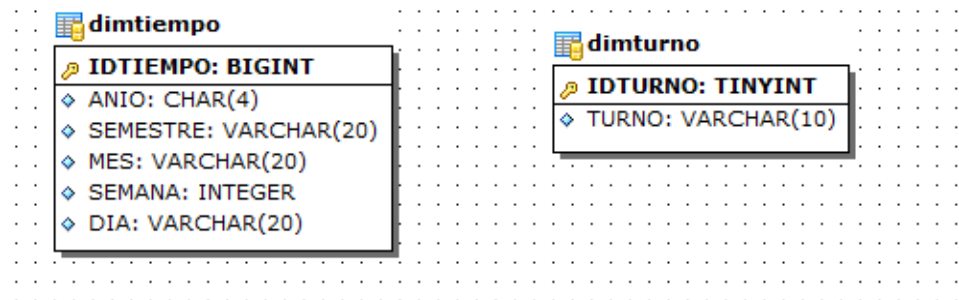 dimtiempo
IDTIEMPO: BIGINT
ANIO: CHAR(4)
SEMESTRE: VARCHAR(20)
MES: VARCHAR(20)
SEMANA: INTEGER
DIA: VARCHAR(20)
dimturno
IDTURNO: TINYINT
TURNO: VARCHAR(10)